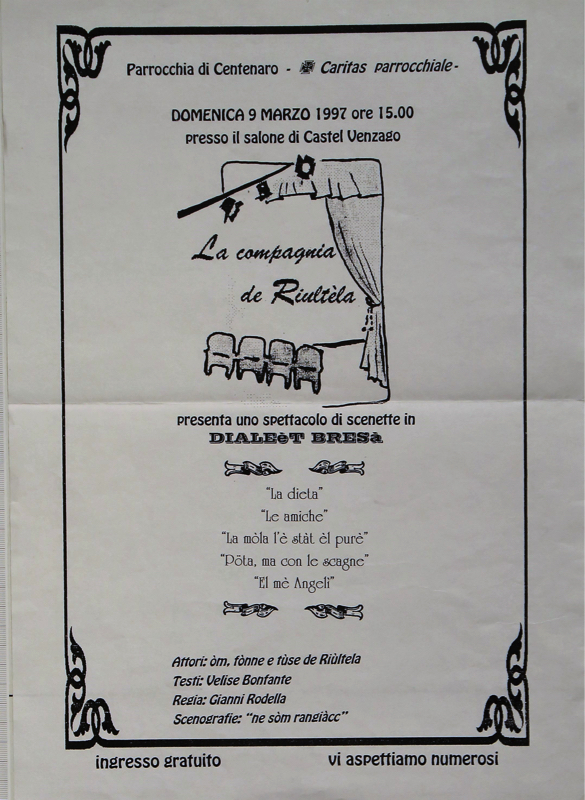 Parrocchia di Centenaro - Caritas parrocchiale -
DOMENICA 9 MARZO 1997 ore 15.00
presso il salone di Castel Venzago
La compagnia
de Riultèla
presenta uno spettacolo di scenette in
DIALEèT BRESà
"La dieta"
"Le amiche"
"La mòla l'è stàt èl purè"
"Pōta, ma con le scagne"
"El mè Angeli"
Attori: òm, fònne e tùse de Riùltela
Testi: Velise Bonfante
Regia: Gianni Rodella
Scenografie: "ne sòm rangiàcc"
ingresso gratuito
vi aspettiamo numerosi